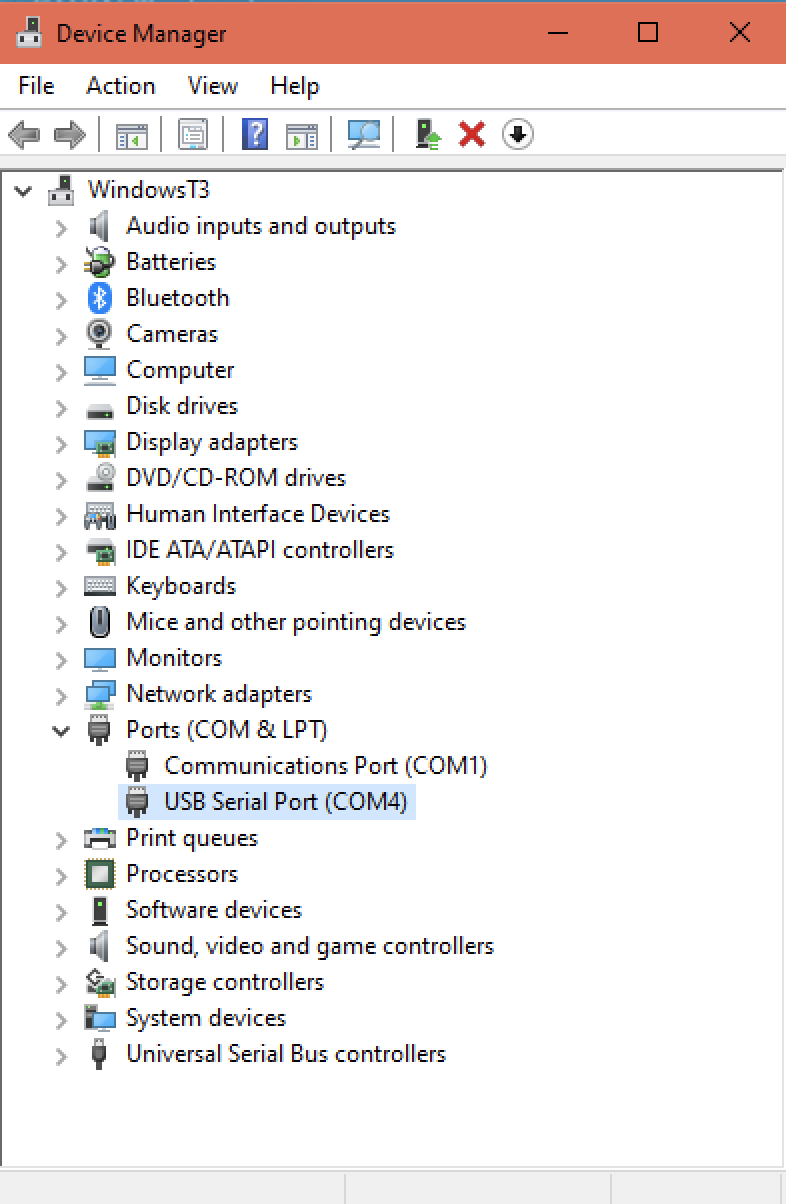 Device Manager
File Action View Help
WindowsT3
Audio inputs and outputs
Batteries
Bluetooth
Cameras
Computer
Disk drives
Display adapters
DVD/CD-ROM drives
Human Interface Devices
IDE ATA/ATAPI controllers
Keyboards
Mice and other pointing devices
Monitors
Network adapters
Ports (COM & LPT)
Communications Port (COM1)
USB Serial Port (COM4)
Print queues
Processors
Software devices
Sound, video and game controllers
Storage controllers
System devices
Universal Serial Bus controllers